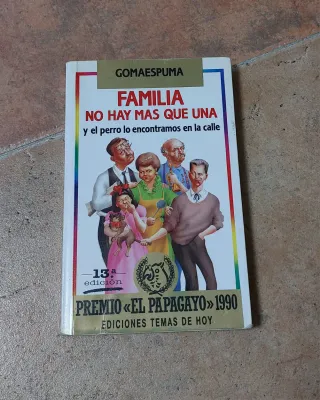 GOMAESPUMA
FAMILIA
NO HAY MAS QUE UNA
y el perro lo encontramos en la calle
13.ª
edición
PREMIO «EL PAPAGAYO» 1990
EDICIONES TEMAS DE HOY